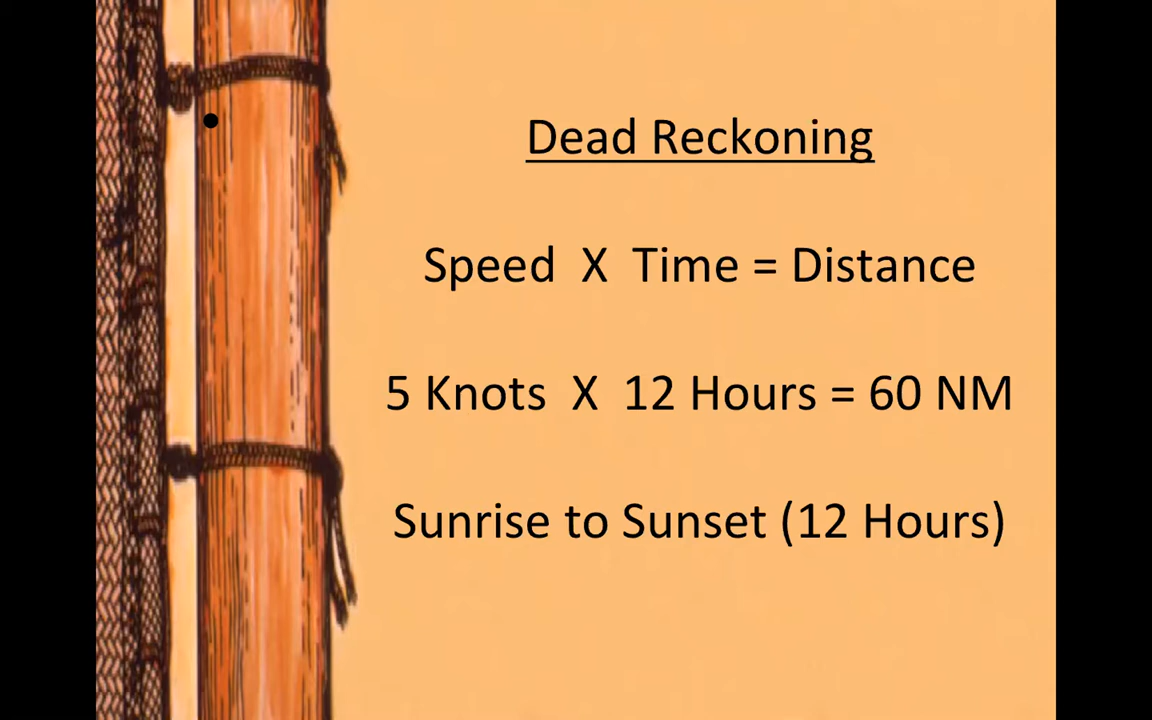 Dead Reckoning
Speed X Time = Distance
5 Knots X 12 Hours = 60 NM
Sunrise to Sunset (12 Hours)